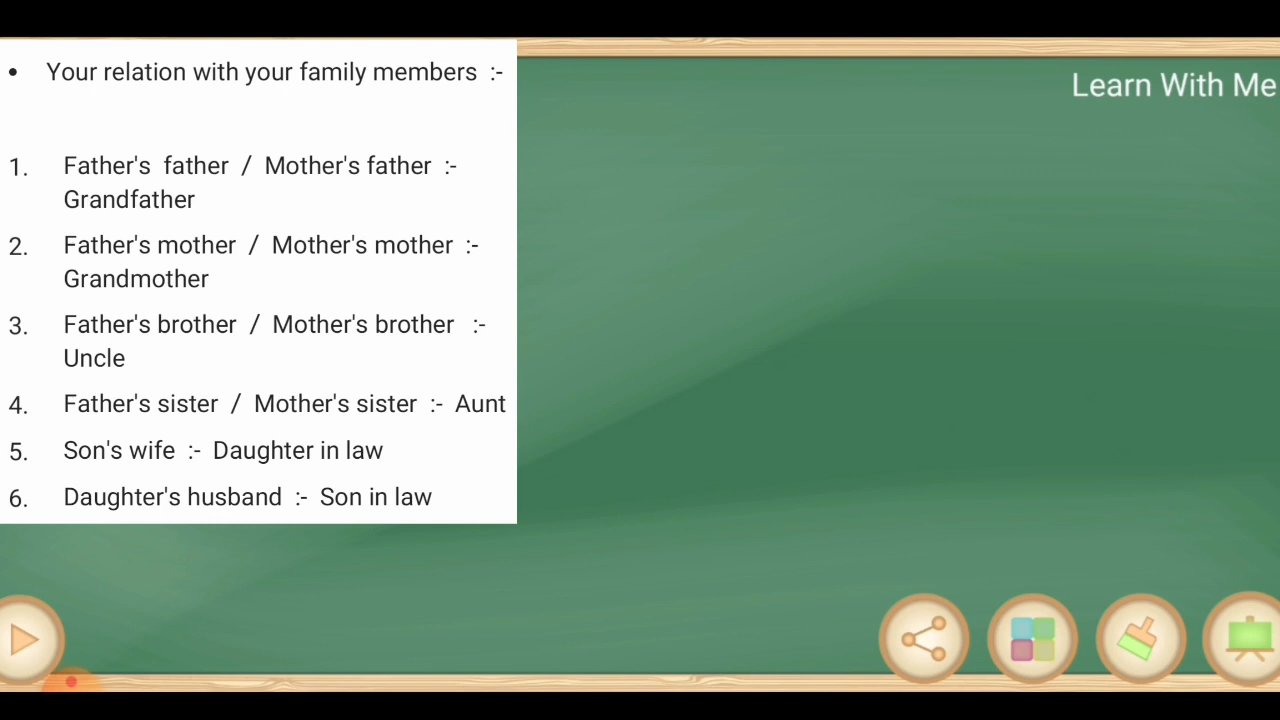 • Your relation with your family members :-
1. Father's father / Mother's father :-
Grandfather
2. Father's mother / Mother's mother :-
Grandmother
3. Father's brother / Mother's brother :-
Uncle
4. Father's sister / Mother's sister :- Aunt
5. Son's wife :- Daughter in law
6. Daughter's husband :- Son in law
Learn With Me